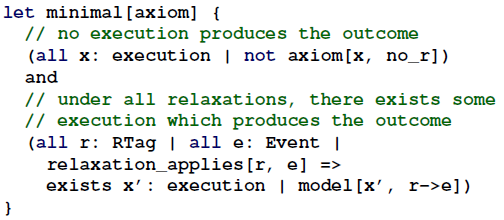 let minimal[axiom] {
// no execution produces the outcome
(all x: execution | not axiom[x, no_r])
and
// under all relaxations, there exists some
// execution which produces the outcome
(all r: RTag | all e: Event |
relaxation_applies[r, e] =>
exists x′: execution | model[x′, r->e])
}